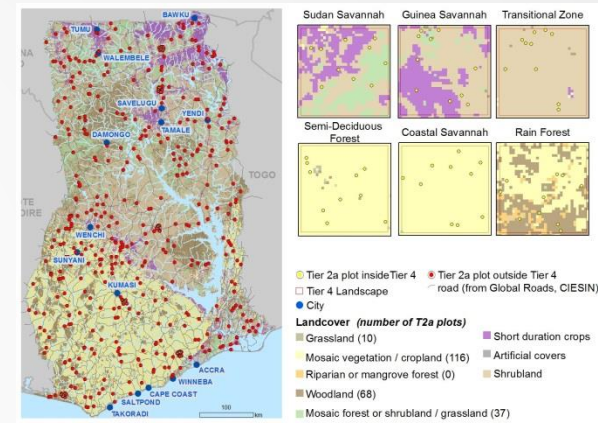 BAWKU
TUMU
WALEMBELE
SAVELUGU
YENDI
TAMALE
DAMONGO
TOGO
WENCHI
SUNYANI
KUMASI
ACCRA
WINNEBA
CAPE COAST
SALTPOND
TAKORADI
100
km
Sudan Savannah
Guinea Savannah
Transitional Zone
Semi-Deciduous
Forest
Coastal Savannah
Rain Forest
Tier 2a plot insideTier 4
Tier 2a plot outside Tier 4
Tier 4 Landscape
road (from Global Roads, CIESIN)
City
Landcover (number of T2a plots)
Grassland (10)
Short duration crops
Mosaic vegetation / cropland (116)
Artificial covers
Riparian or mangrove forest (0)
Shrubland
Woodland (68)
Mosaic forest or shrubland / grassland (37)